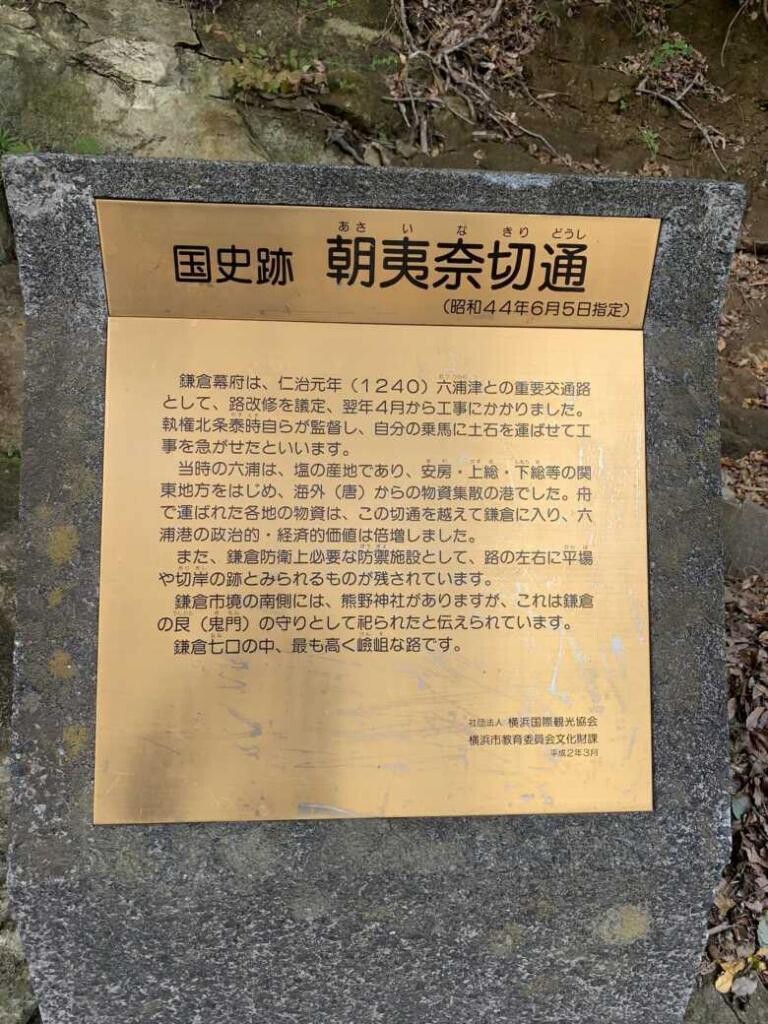 あさ い な きり どうし
国史跡 朝夷奈切通
（昭和44年6月5日指定）
鎌倉幕府は、仁治元年（1240）六浦津との重要交通路
として、路改修を議定、翌年4月から工事にかかりました。
執権北条泰時自らが監督し、自分の乗馬に土石を運ばせて工
事を急がせたといいます。
当時の六浦は、塩の産地であり、安房・上総・下総等の関
東地方をはじめ、海外（唐）からの物資集散の港でした。舟
で運ばれた各地の物資は、この切通を越えて鎌倉に入り、六
浦港の政治的・経済的価値は倍増しました。
また、鎌倉防衛上必要な防禦施設として、路の左右に平場
や切岸の跡とみられるものが残されています。
鎌倉市境の南側には、熊野神社がありますが、これは鎌倉
の艮（鬼門）の守りとして祀られたと伝えられています。
鎌倉七口の中、最も高く嶮岨な路です。
社団法人 横浜国際観光協会
横浜市教育委員会文化財課
平成2年3月